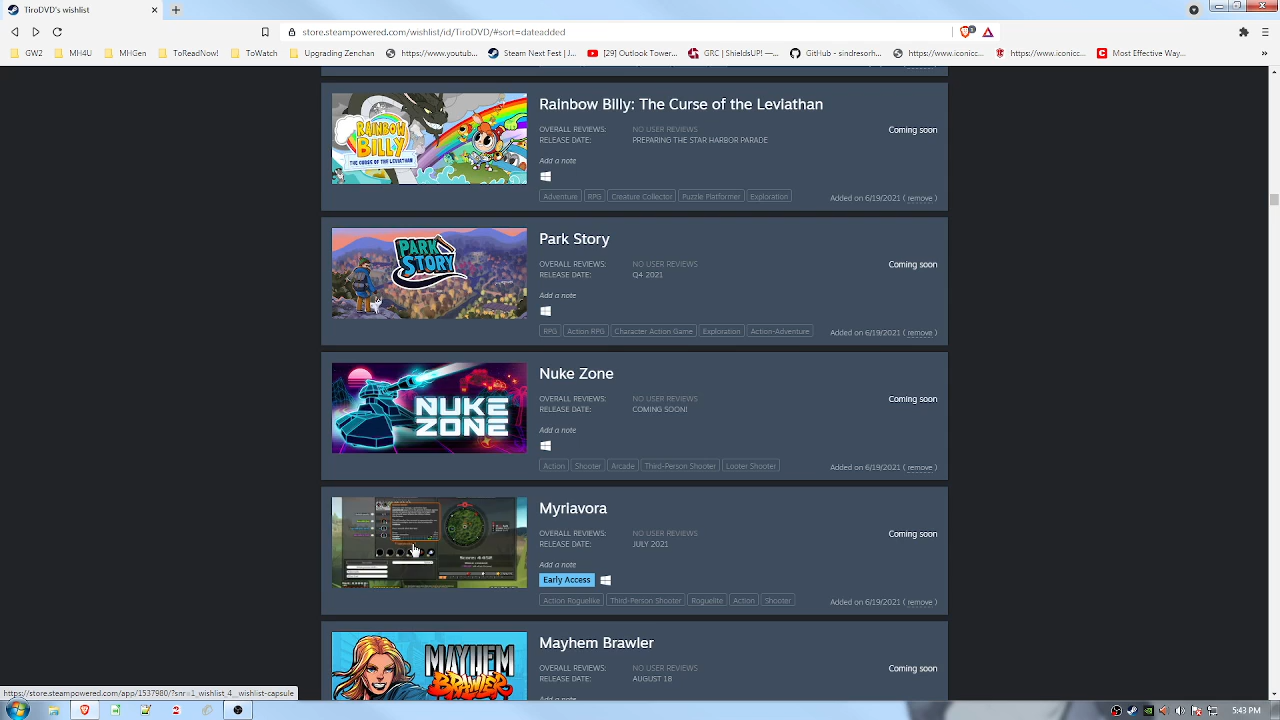 TiroDV's wishlist
store.steampowered.com/wishlist/id/TiroDV/#sort=dateadded
GW2 MH4U MHGen ToReadNow! ToWatch Upgrading Zenchap... https://www.youtube... Steam Next Test | J... [29] Outlook Tower... GRC | ShieldsUP! —... GitHub - sindresorh... https://www.iconicc... https://www.iconicc... Most Effective Way...
RAINBOW BILLY
THE CURSE OF THE LEVIATHAN
Rainbow Billy: The Curse of the Leviathan
OVERALL REVIEWS: NO USER REVIEWS
Coming soon
RELEASE DATE: PREPARING THE STAR HARBOR PARADE
Add a note
Adventure RPG Creature Collector Puzzle Platformer Exploration
Added on 6/19/2021 ( remove )
PARK STORY
Park Story
OVERALL REVIEWS: NO USER REVIEWS
Coming soon
RELEASE DATE: Q4 2021
Add a note
RPG Action RPG Character Action Game Exploration Action-Adventure
Added on 6/19/2021 ( remove )
NUKE ZONE
Nuke Zone
OVERALL REVIEWS: NO USER REVIEWS
Coming soon
RELEASE DATE: COMING SOON!
Add a note
Action Shooter Arcade Third-Person Shooter Looter Shooter
Added on 6/19/2021 ( remove )
Myriavora
OVERALL REVIEWS: NO USER REVIEWS
Coming soon
RELEASE DATE: JULY 2021
Add a note
Early Access
Action Roguelike Third-Person Shooter Roguelite Action Shooter
Added on 6/19/2021 ( remove )
MAYHEM BRAWLER
Mayhem Brawler
OVERALL REVIEWS: NO USER REVIEWS
Coming soon
RELEASE DATE: AUGUST 18
https://store.steampowered.com/app/1537980/?snr=1_wishlist_4__wishlist-capsule
5:43 PM